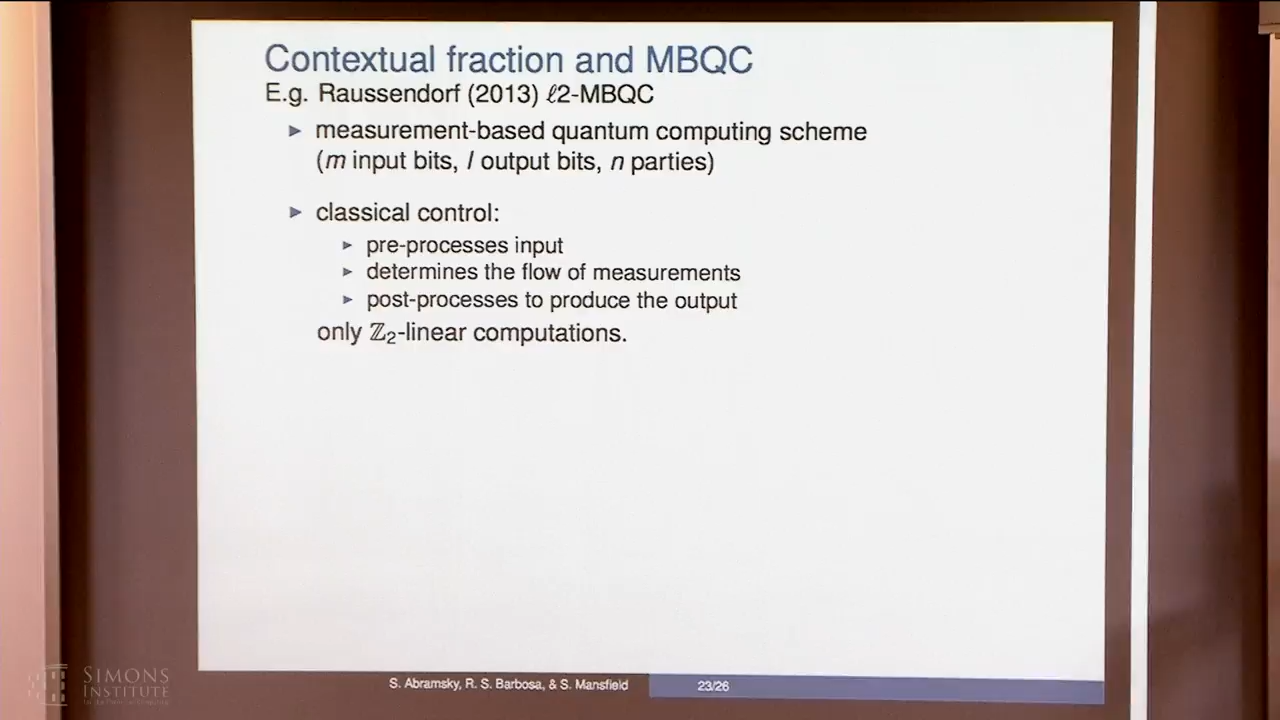 Contextual fraction and MBQC
E.g. Raussendorf (2013) ℓ2-MBQC
▸ measurement-based quantum computing scheme
(m input bits, l output bits, n parties)
▸ classical control:
▸ pre-processes input
▸ determines the flow of measurements
▸ post-processes to produce the output
only ℤ₂-linear computations.
S. Abramsky, R. S. Barbosa, & S. Mansfield
23/26
SIMONS
INSTITUTE